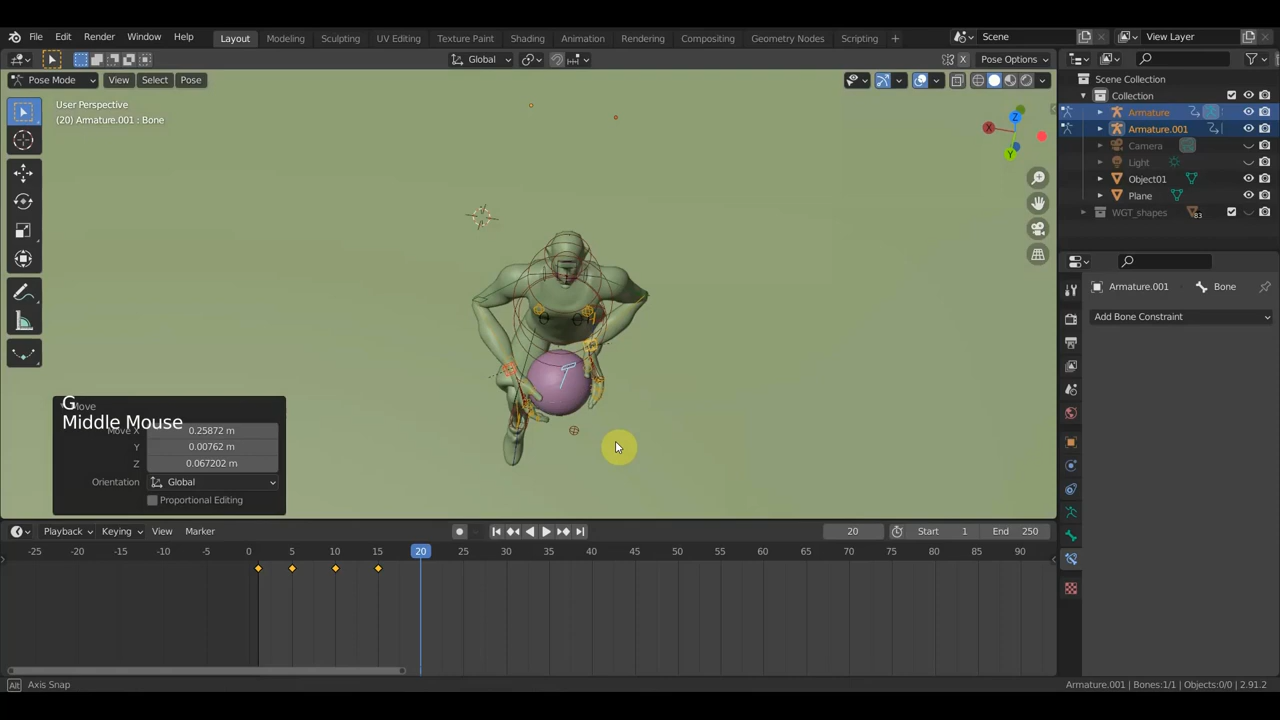 File Edit Render Window Help Layout Modeling Sculpting UV Editing Texture Paint Shading Animation Rendering Compositing Geometry Nodes Scripting + Scene View Layer
Global X Pose Options
Pose Mode View Select Pose
Scene Collection
Collection
Armature
Armature.001
Camera
Light
Object01
Plane
WGT_shapes 83
User Perspective
(20) Armature.001 : Bone
X Y Z
Armature.001 > Bone
Add Bone Constraint
G
Middle Mouse
Move
Move X 0.25872 m
Y 0.00762 m
Z 0.067202 m
Orientation Global
Proportional Editing
Playback Keying View Marker 20 Start 1 End 250
-25 -20 -15 -10 -5 0 5 10 15 20 25 30 35 40 45 50 55 60 65 70 75 80 85 90
Alt Axis Snap Armature.001 | Bones:1/1 | Objects:0/0 | 2.91.2